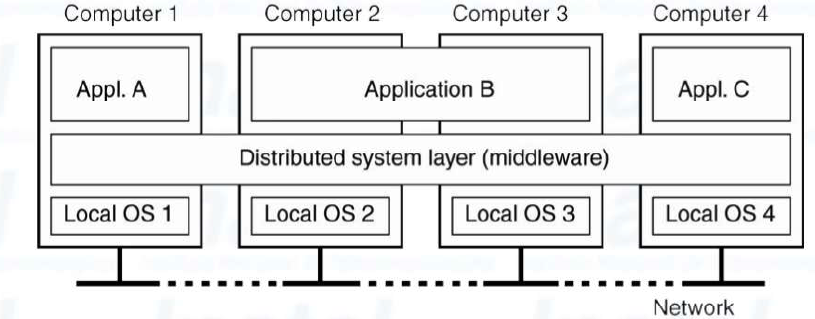 Computer 1
Computer 2
Computer 3
Computer 4
Appl. A
Application B
Appl. C
Distributed system layer (middleware)
Local OS 1
Local OS 2
Local OS 3
Local OS 4
Network